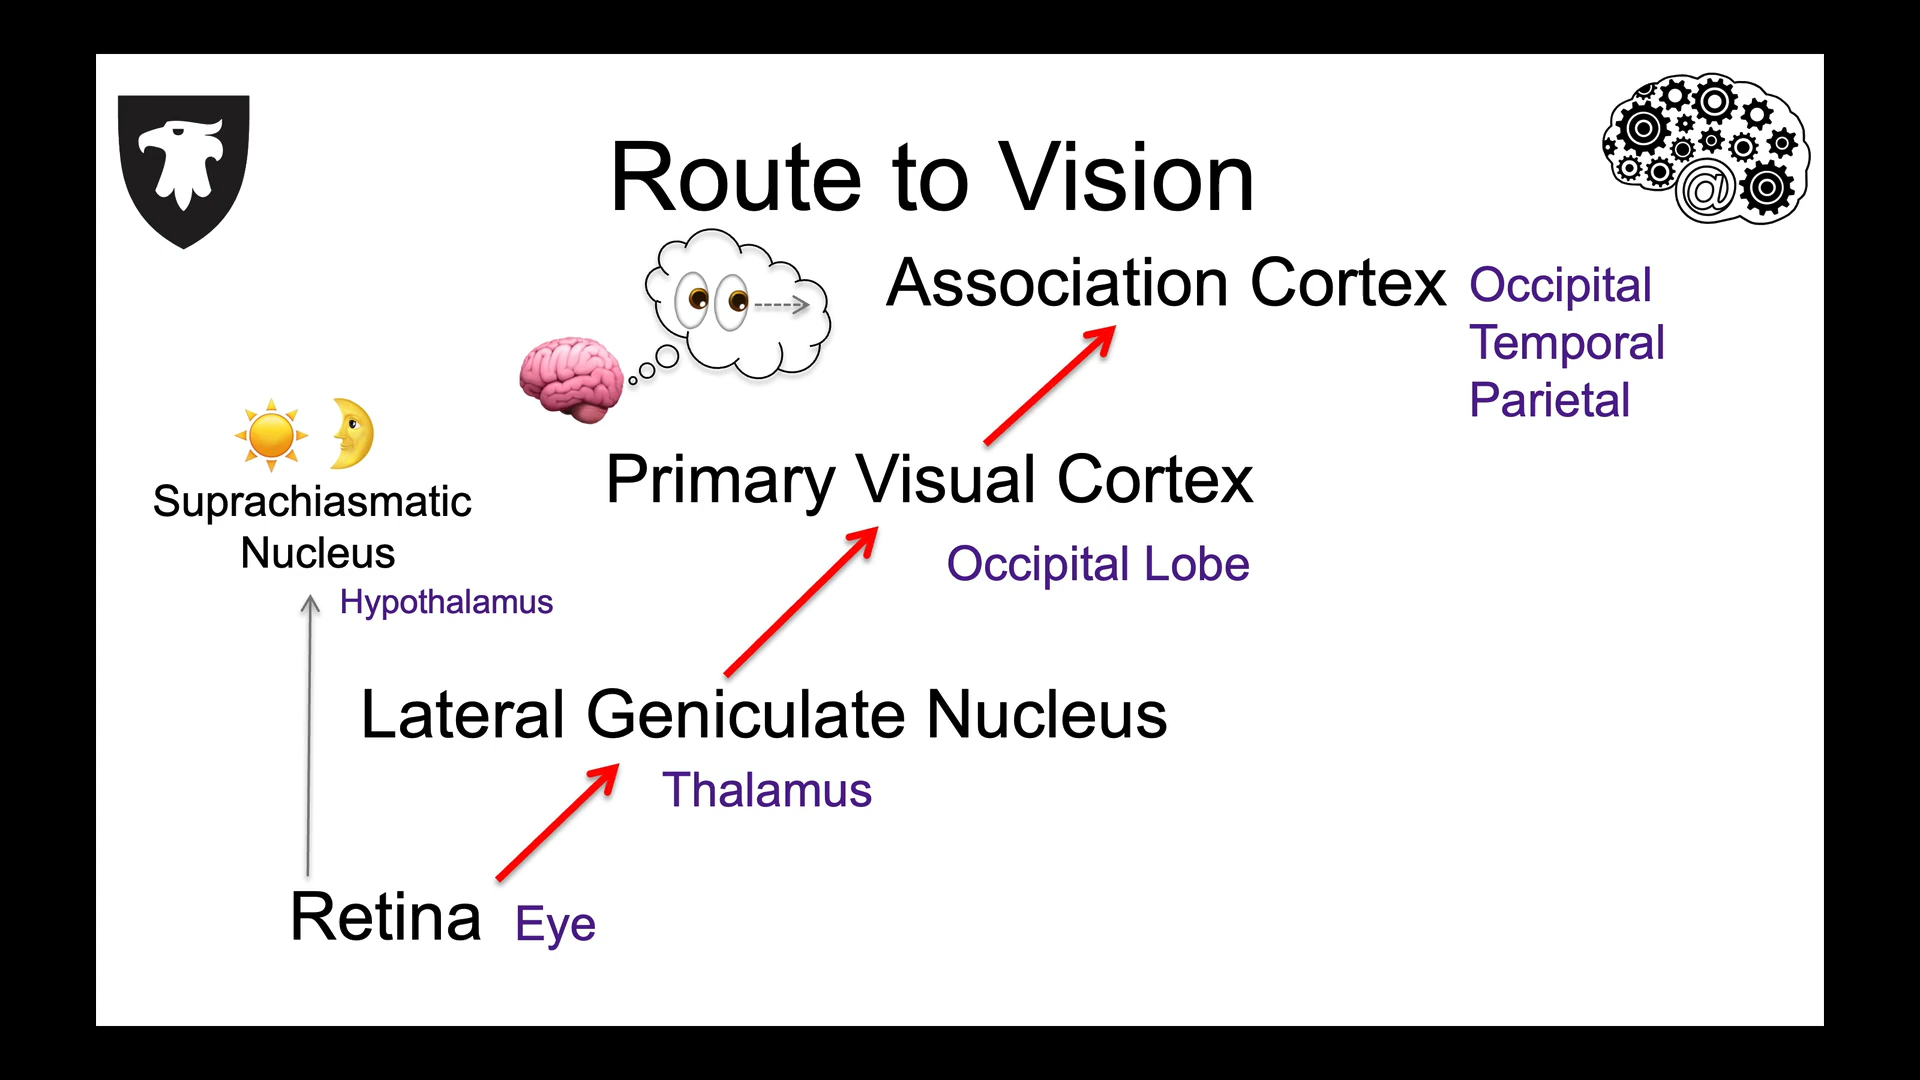 Route to Vision
@
Association Cortex
Occipital
Temporal
Parietal
Primary Visual Cortex
Occipital Lobe
Suprachiasmatic
Nucleus
Hypothalamus
Lateral Geniculate Nucleus
Thalamus
Retina
Eye